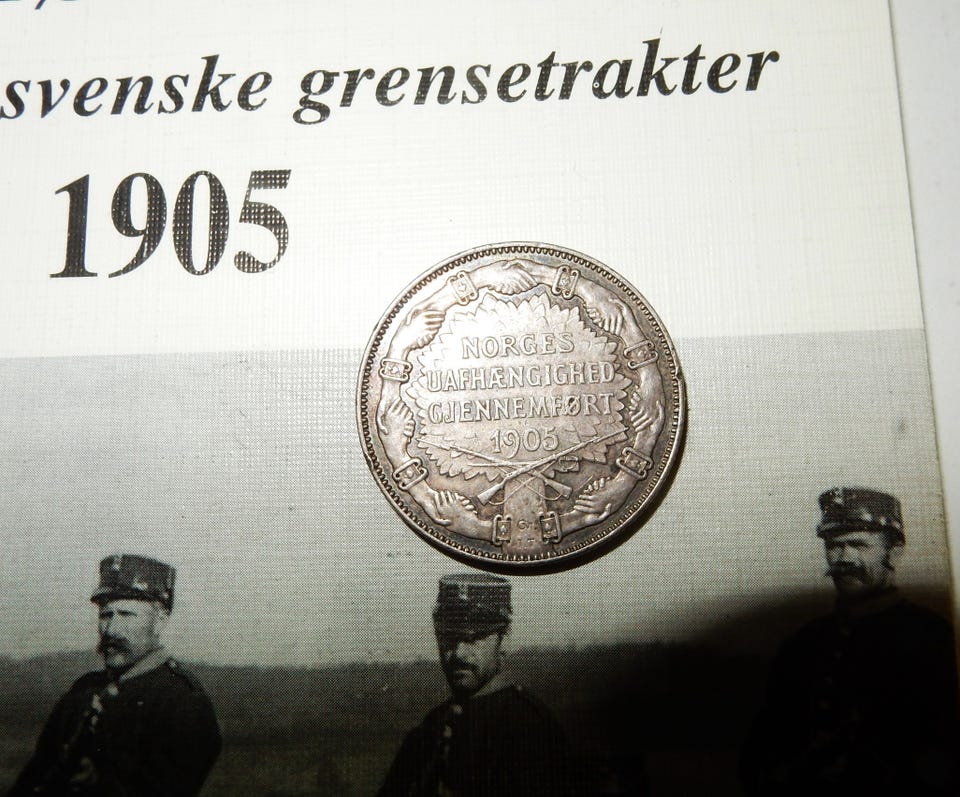 svenske grensetrakter
1905
NORGES
UAFHÆNGIGHED
GJENNEMFØRT
1905